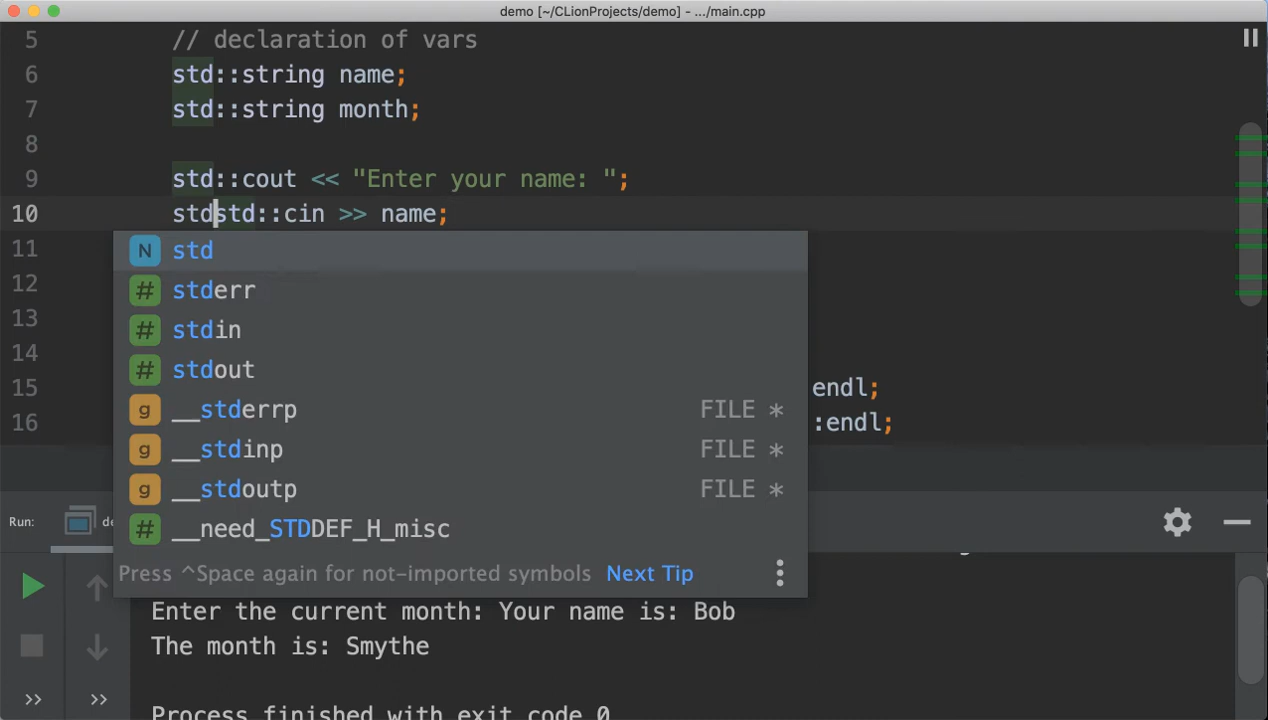 demo [~/CLionProjects/demo] - .../main.cpp
5 // declaration of vars
6 std::string name;
7 std::string month;
8
9 std::cout << "Enter your name: ";
10 stdstd::cin >> name;
11
12
13
14
15 endl;
16 :endl;
N std
# stderr
# stdin
# stdout
g __stderrp FILE *
g __stdinp FILE *
g __stdoutp FILE *
# __need_STDDEF_H_misc
Press ^Space again for not-imported symbols Next Tip
Run: de
Enter the current month: Your name is: Bob
The month is: Smythe
Process finished with exit code 0